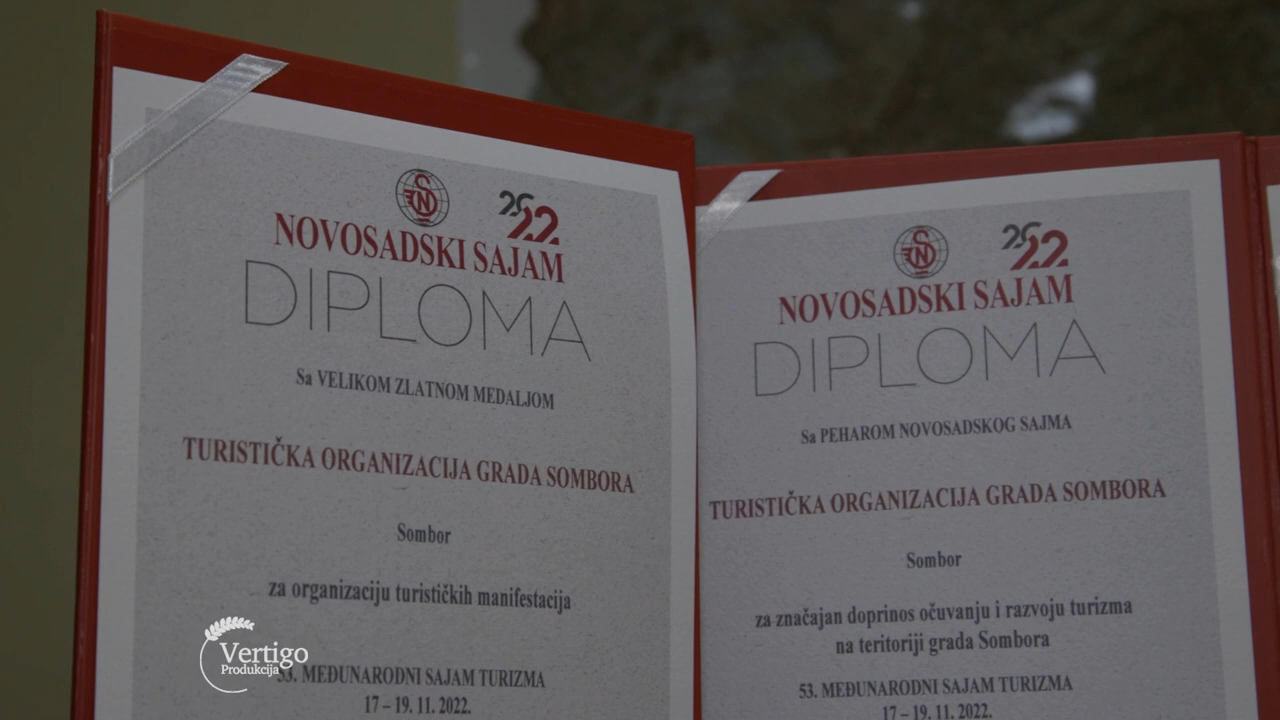 2022
NOVOSADSKI SAJAM
DIPLOMA
Sa VELIKOM ZLATNOM MEDALJOM
TURISTIČKA ORGANIZACIJA GRADA SOMBORA
Sombor
za organizaciju turističkih manifestacija
53. MEĐUNARODNI SAJAM TURIZMA
17 – 19. 11. 2022.
2022
NOVOSADSKI SAJAM
DIPLOMA
Sa PEHAROM NOVOSADSKOG SAJMA
TURISTIČKA ORGANIZACIJA GRADA SOMBORA
Sombor
za značajan doprinos očuvanju i razvoju turizma
na teritoriji grada Sombora
53. MEĐUNARODNI SAJAM TURIZMA
17 – 19. 11. 2022.
Vertigo
Produkcija